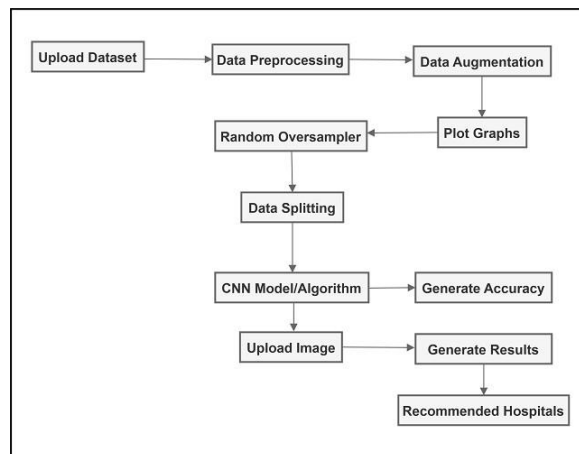 Upload Dataset
Data Preprocessing
Data Augmentation
Plot Graphs
Random Oversampler
Data Splitting
CNN Model/Algorithm
Generate Accuracy
Upload Image
Generate Results
Recommended Hospitals